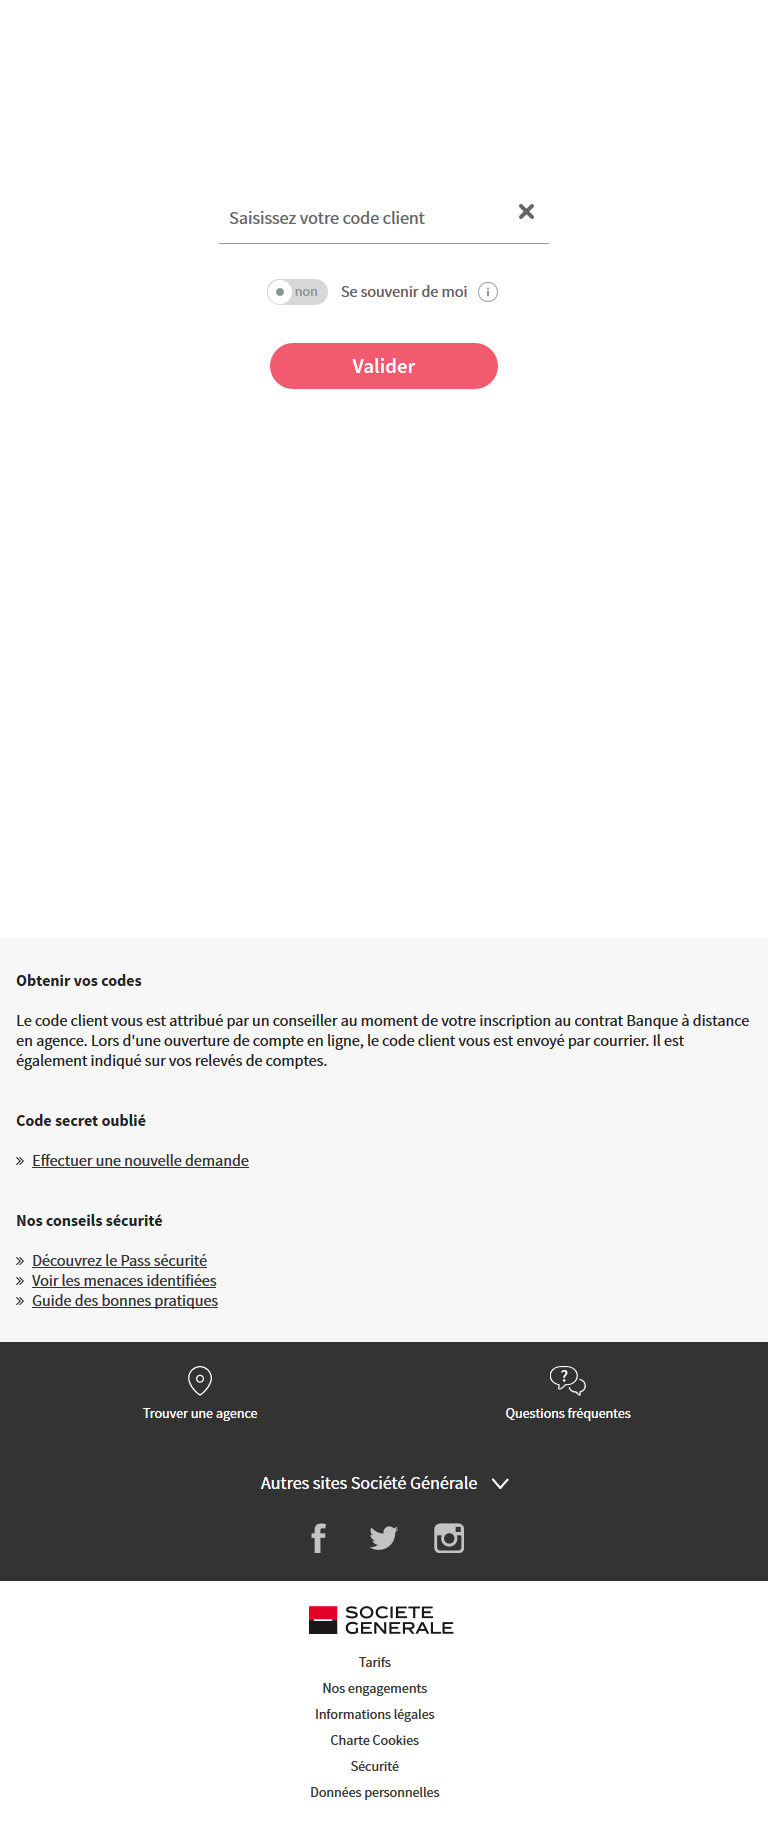 Saisissez votre code client
non
Se souvenir de moi
Valider
Obtenir vos codes
Le code client vous est attribué par un conseiller au moment de votre inscription au contrat Banque à distance
en agence. Lors d'une ouverture de compte en ligne, le code client vous est envoyé par courrier. Il est
également indiqué sur vos relevés de comptes.
Code secret oublié
» Effectuer une nouvelle demande
Nos conseils sécurité
» Découvrez le Pass sécurité
» Voir les menaces identifiées
» Guide des bonnes pratiques
Trouver une agence
Questions fréquentes
Autres sites Société Générale
SOCIETE
GENERALE
Tarifs
Nos engagements
Informations légales
Charte Cookies
Sécurité
Données personnelles